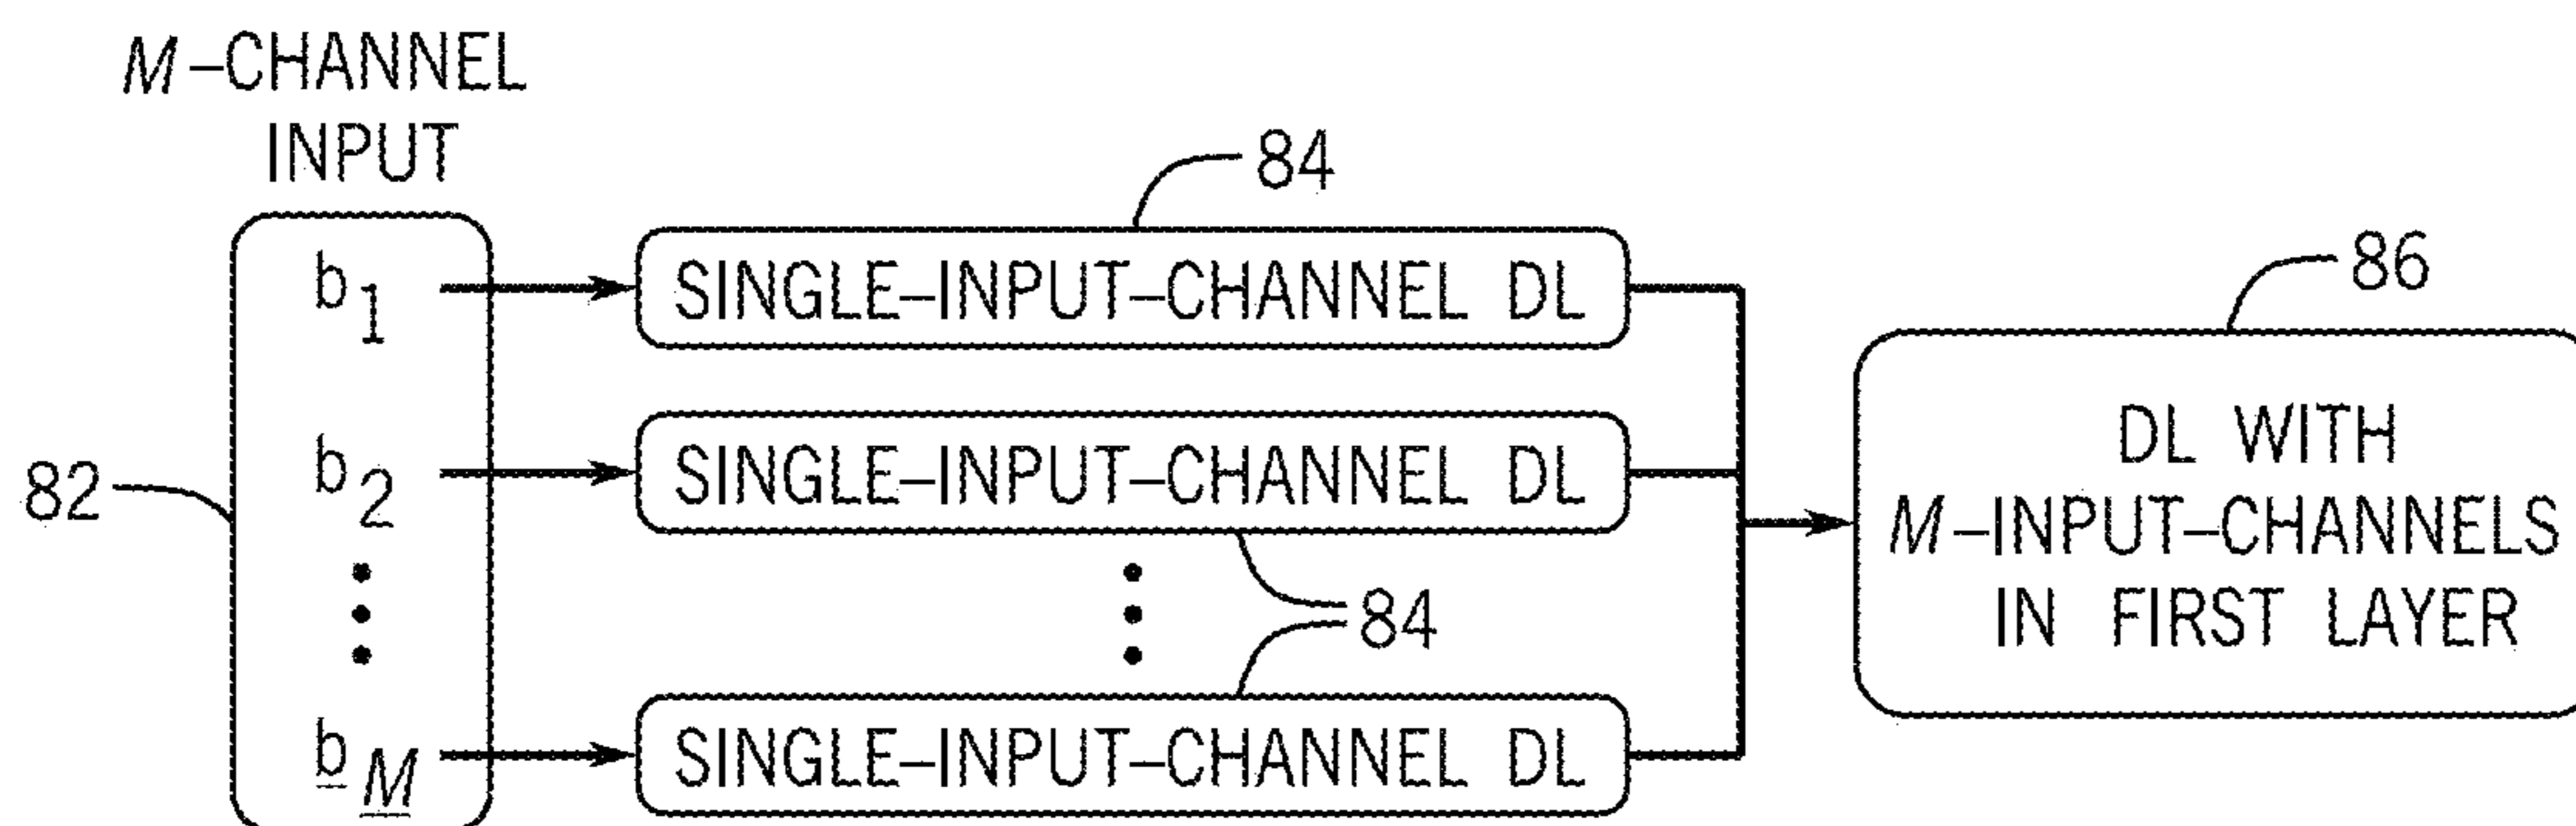 M-CHANNEL
INPUT
84
b1
SINGLE-INPUT-CHANNEL DL
86
b2
SINGLE-INPUT-CHANNEL DL
82
DL WITH
M-INPUT-CHANNELS
IN FIRST LAYER
84
bM
SINGLE-INPUT-CHANNEL DL